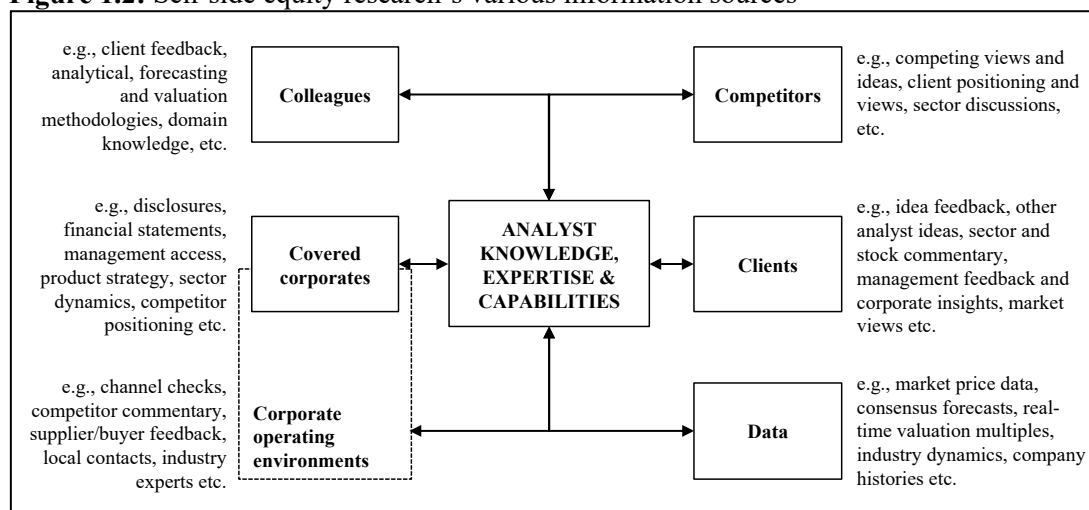 Figure 1.2: Sell-side equity research's various information sources
e.g., client feedback,
analytical, forecasting
and valuation
methodologies, domain
knowledge, etc.
Colleagues
Competitors
e.g., competing views and
ideas, client positioning and
views, sector discussions,
etc.
e.g., disclosures,
financial statements,
management access,
product strategy, sector
dynamics, competitor
positioning etc.
Covered
corporates
ANALYST
KNOWLEDGE,
EXPERTISE &
CAPABILITIES
Clients
e.g., idea feedback, other
analyst ideas, sector and
stock commentary,
management feedback and
corporate insights, market
views etc.
e.g., channel checks,
competitor commentary,
supplier/buyer feedback,
local contacts, industry
experts etc.
Corporate
operating
environments
Data
e.g., market price data,
consensus forecasts, real-
time valuation multiples,
industry dynamics, company
histories etc.